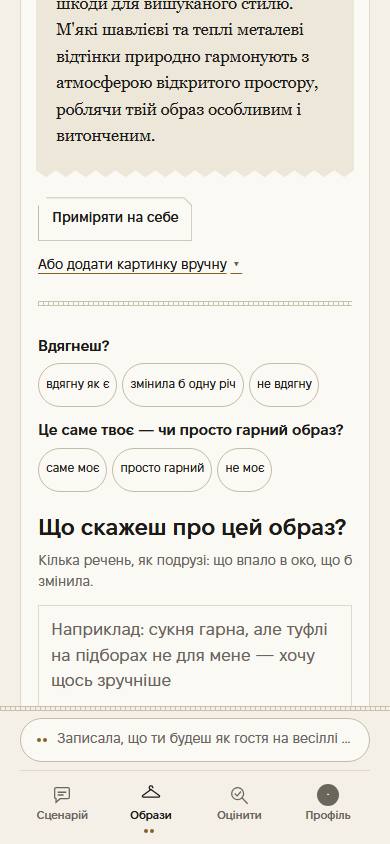 шкоди для вишуканого стилю.
М'які шавлієві та теплі металеві
відтінки природно гармонують з
атмосферою відкритого простору,
роблячи твій образ особливим і
витонченим.
Приміряти на себе
Або додати картинку вручну
Вдягнеш?
вдягну як є
змінила б одну річ
не вдягну
Це саме твоє — чи просто гарний образ?
саме моє
просто гарний
не моє
Що скажеш про цей образ?
Кілька речень, як подрузі: що впало в око, що б
змінила.
Наприклад: сукня гарна, але туфлі
на підборах не для мене — хочу
щось зручніше
Записала, що ти будеш як гостя на весіллі ...
Сценарій
Образи
Оцінити
Профіль